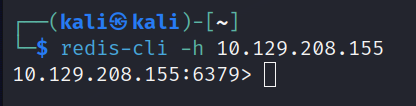 ┌──(kali㉿kali)-[~]
└─$ redis-cli -h 10.129.208.155
10.129.208.155:6379>